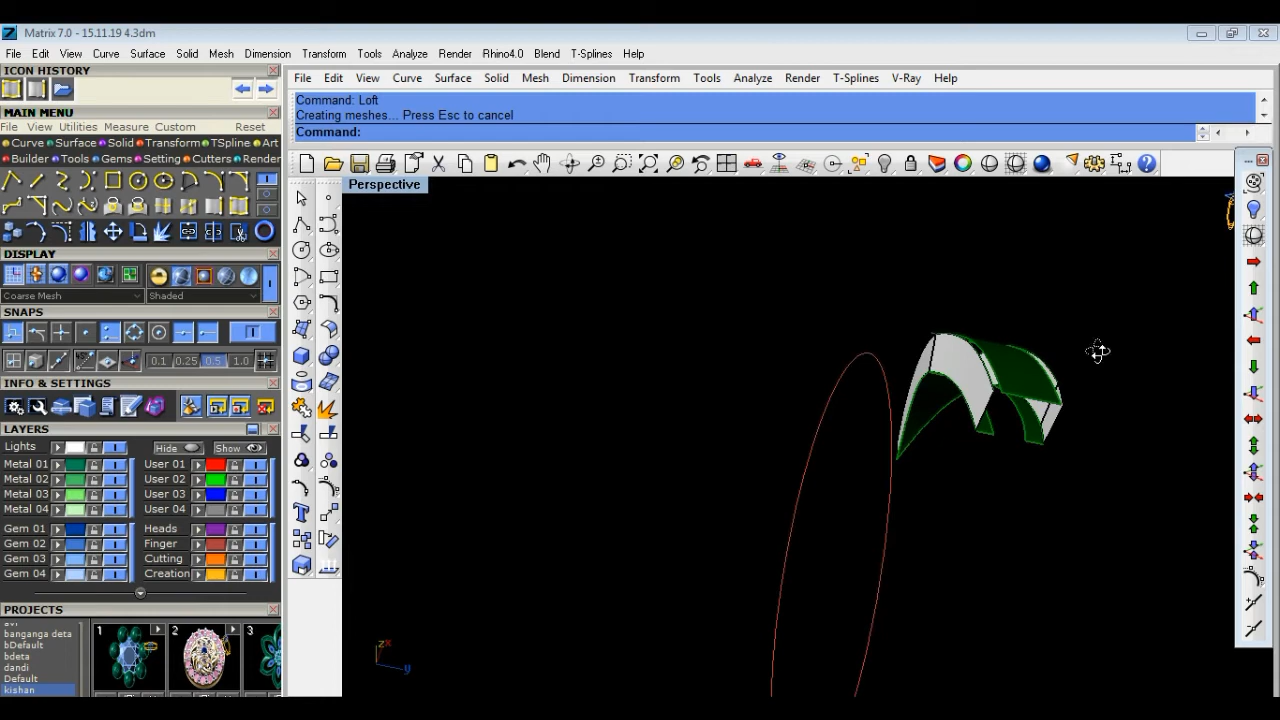 Matrix 7.0 - 15.11.19 4.3dm
File Edit View Curve Surface Solid Mesh Dimension Transform Tools Analyze Render Rhino4.0 Blend T-Splines Help
ICON HISTORY
MAIN MENU
File View Utilities Measure Custom Reset
Curve Surface Solid Transform TSpline Art
Builder Tools Gems Setting Cutters Render
DISPLAY
Coarse Mesh Shaded
SNAPS
0.1 0.25 0.5 1.0
INFO & SETTINGS
LAYERS
Lights Hide Show
Metal 01 User 01
Metal 02 User 02
Metal 03 User 03
Metal 04 User 04
Gem 01 Heads
Gem 02 Finger
Gem 03 Cutting
Gem 04 Creation
PROJECTS
banganga deta
bDefault
bdeta
dandi
Default
kishan
1 2 3
File Edit View Curve Surface Solid Mesh Dimension Transform Tools Analyze Render T-Splines V-Ray Help
Command: Loft
Creating meshes... Press Esc to cancel
Command:
Perspective
z x
y